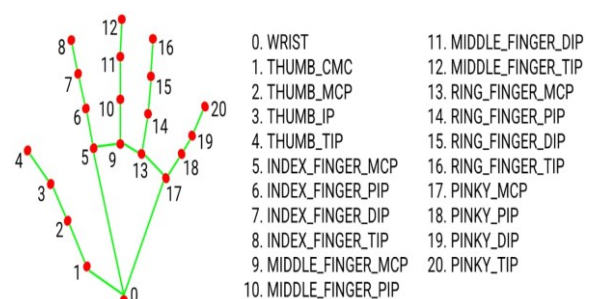 12
8
16
11
7
15
20
10
6
14
19
4
5
9
13
18
3
17
2
1
0
0. WRIST
1. THUMB_CMC
2. THUMB_MCP
3. THUMB_IP
4. THUMB_TIP
5. INDEX_FINGER_MCP
6. INDEX_FINGER_PIP
7. INDEX_FINGER_DIP
8. INDEX_FINGER_TIP
9. MIDDLE_FINGER_MCP
10. MIDDLE_FINGER_PIP
11. MIDDLE_FINGER_DIP
12. MIDDLE_FINGER_TIP
13. RING_FINGER_MCP
14. RING_FINGER_PIP
15. RING_FINGER_DIP
16. RING_FINGER_TIP
17. PINKY_MCP
18. PINKY_PIP
19. PINKY_DIP
20. PINKY_TIP